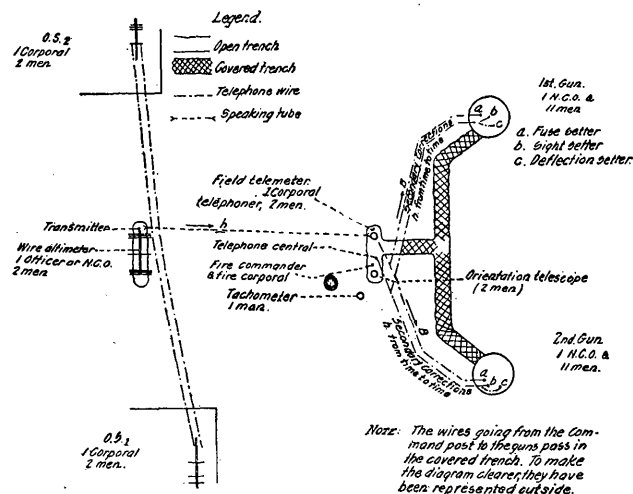 Legend.
Open trench
Covered trench
Telephone wire
Speaking tube
O.S.2
1 Corporal
2 men.
1st. Gun.
1 N.C.O. &
11 men.
a. Fuse setter
b. Sight setter
c. Deflection setter.
a
b
c
Secondary corrections
h. from time to time
B
Field telemeter.
1 Corporal
telephoner, 2 men.
Transmitter
h
Wire altimeter
1 Officer or N.C.O.
2 men
Telephone central
Fire commander
& fire corporal
Orientation telescope
(2 men)
Tachometer
1 man.
B
Secondary corrections
h. from time to time
2nd. Gun
1 N.C.O. &
11 men.
a
b
c
O.S.1
1 Corporal
2 men.
NOTE: The wires going from the com-
mand post to the guns pass in
the covered trench. To make
the diagram clearer, they have
been represented outside.